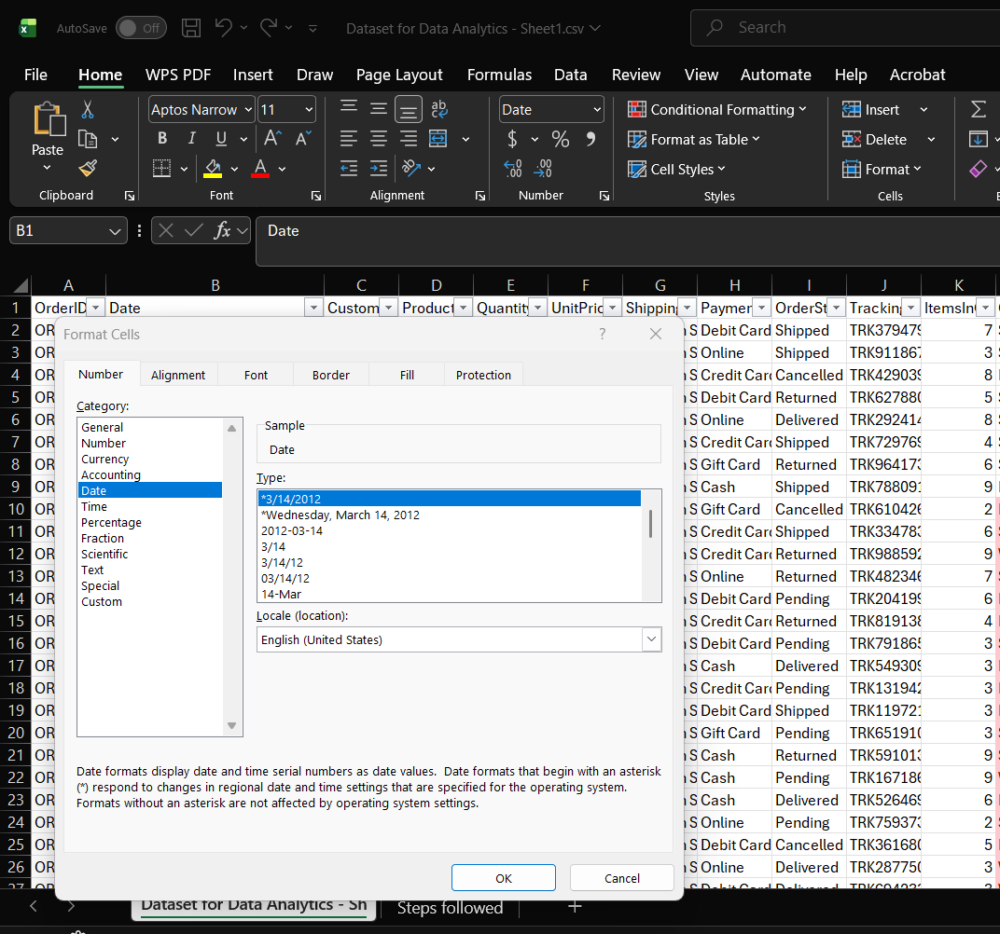 AutoSave Off Dataset for Data Analytics - Sheet1.csv Search
File Home WPS PDF Insert Draw Page Layout Formulas Data Review View Automate Help Acrobat
Paste Aptos Narrow 11 Date Conditional Formatting Insert
B I U $ % Format as Table Delete
Cell Styles Format
Clipboard Font Alignment Number Styles Cells
B1 fx Date
A B C D E F G H I J K
1 OrderID Date Custom Product Quantity UnitPric Shipping Paymen OrderSt Tracking ItemsIn
2 OR Debit Card Shipped TRK379479 7
3 OR Online Shipped TRK911867 3
4 OR Credit Card Cancelled TRK429039 8
5 OR Debit Card Returned TRK627880 5
6 OR Online Delivered TRK292414 8
7 OR Credit Card Shipped TRK729769 4
8 OR Gift Card Returned TRK964173 6
9 OR Cash Shipped TRK788091 9
10 OR Gift Card Cancelled TRK610426 2
11 OR Credit Card Shipped TRK334783 6
12 OR Credit Card Returned TRK988592 9
13 OR Online Returned TRK482346 7
14 OR Debit Card Pending TRK204199 6
15 OR Credit Card Returned TRK819138 4
16 OR Debit Card Pending TRK791865 3
17 OR Cash Delivered TRK549309 3
18 OR Credit Card Pending TRK131942 3
19 OR Debit Card Shipped TRK119721 3
20 OR Gift Card Pending TRK651910 3
21 OR Cash Returned TRK591013 9
22 OR Cash Pending TRK167186 9
23 OR Cash Delivered TRK526469 6
24 OR Online Pending TRK759373 2
25 OR Debit Card Cancelled TRK361680 5
26 OR Online Delivered TRK287750 3
Format Cells ?
Number Alignment Font Border Fill Protection
Category:
General
Number
Currency
Accounting
Date
Time
Percentage
Fraction
Scientific
Text
Special
Custom
Sample
Date
Type:
*3/14/2012
*Wednesday, March 14, 2012
2012-03-14
3/14
3/14/12
03/14/12
14-Mar
Locale (location):
English (United States)
Date formats display date and time serial numbers as date values. Date formats that begin with an asterisk
(*) respond to changes in regional date and time settings that are specified for the operating system.
Formats without an asterisk are not affected by operating system settings.
OK Cancel
Dataset for Data Analytics - Sh Steps followed